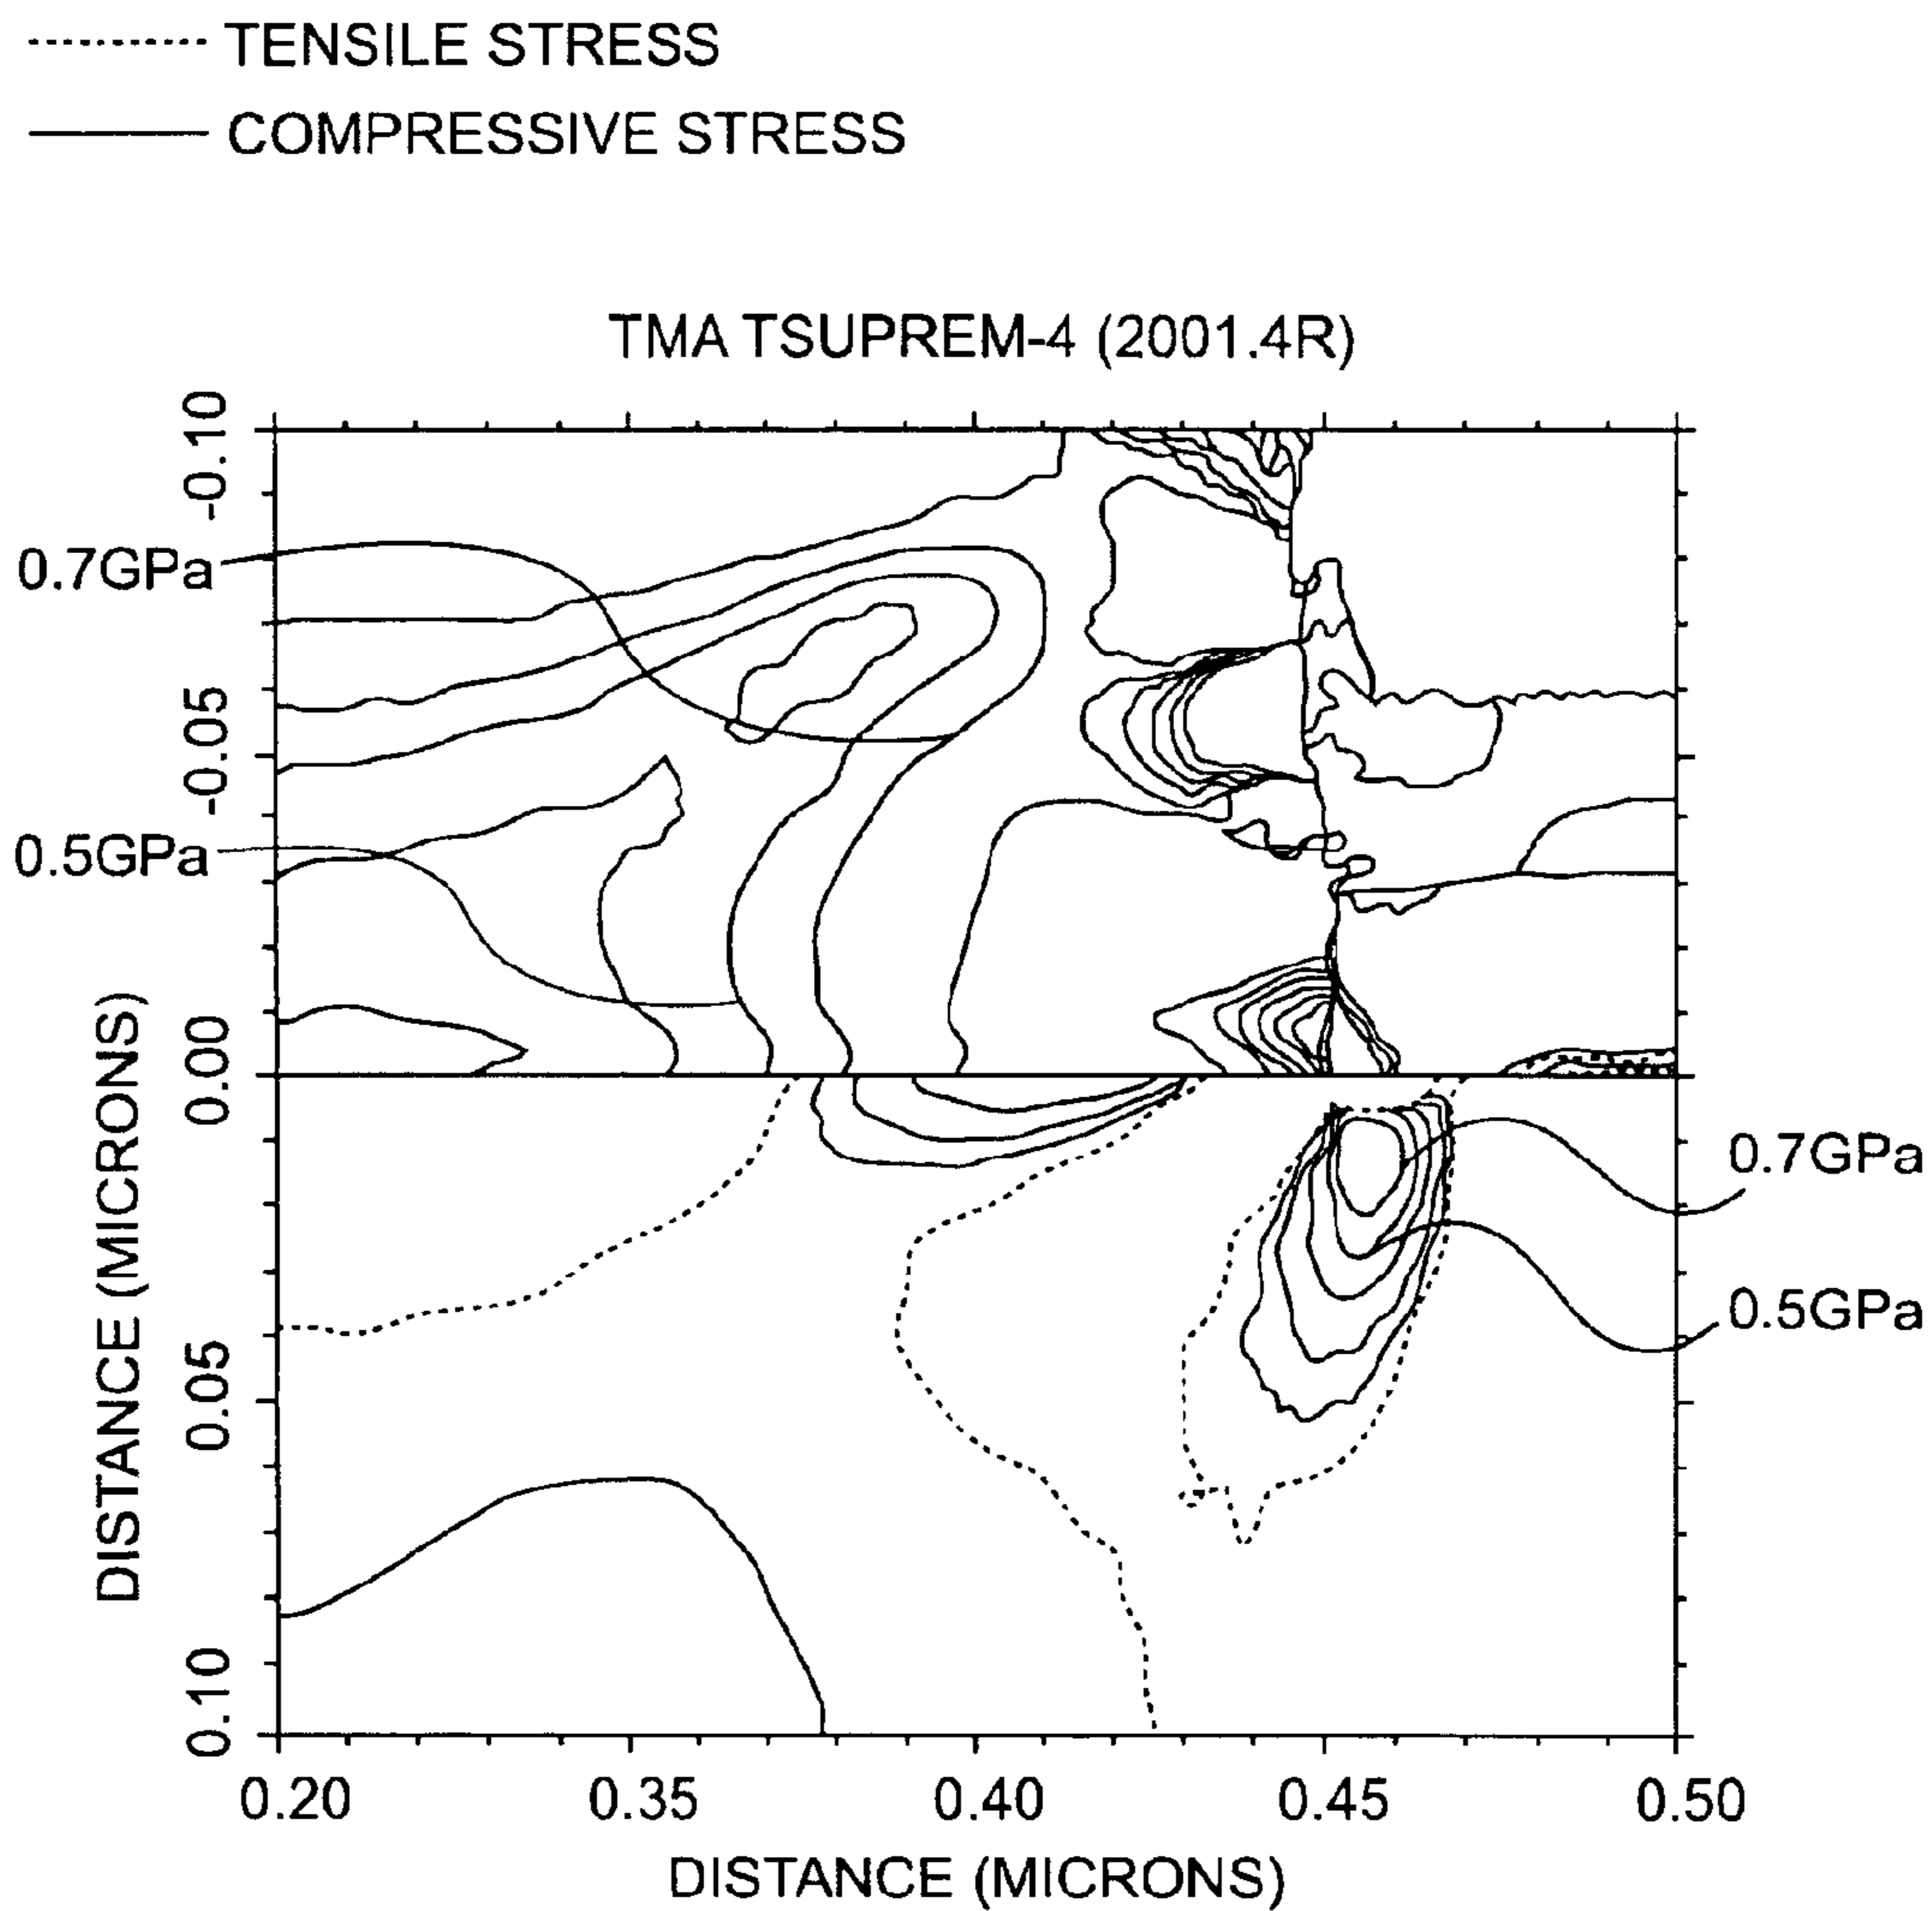 TENSILE STRESS
COMPRESSIVE STRESS
TMA TSUPREM-4 (2001.4R)
-0.10
0.7GPa
-0.05
0.5GPa
0.00
0.7GPa
0.5GPa
0.05
0.10
DISTANCE (MICRONS)
0.20 0.35 0.40 0.45 0.50
DISTANCE (MICRONS)